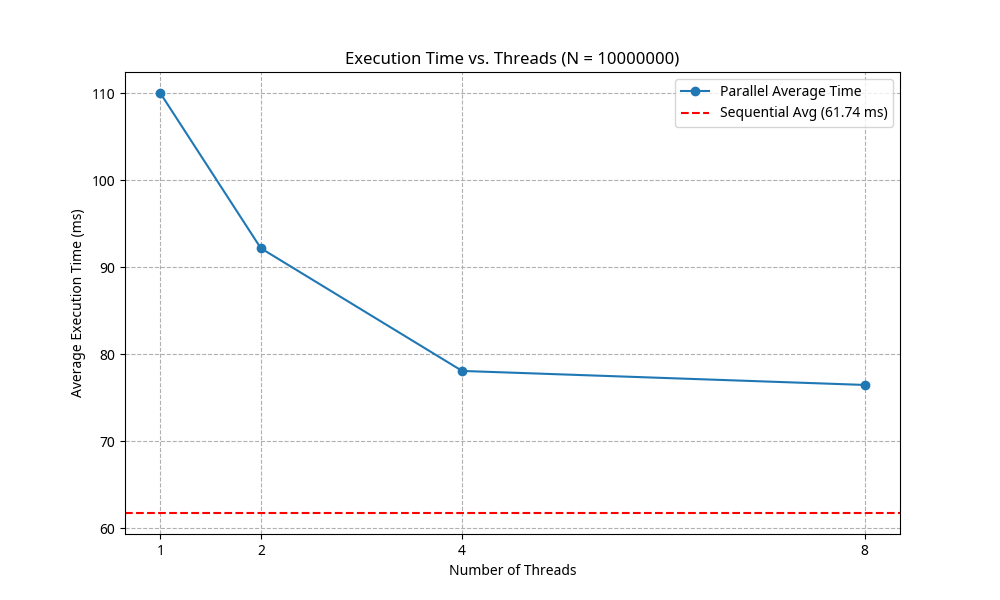 Execution Time vs. Threads (N = 10000000)
Parallel Average Time
Sequential Avg (61.74 ms)
Average Execution Time (ms)
110
100
90
80
70
60
1 2 4 8
Number of Threads